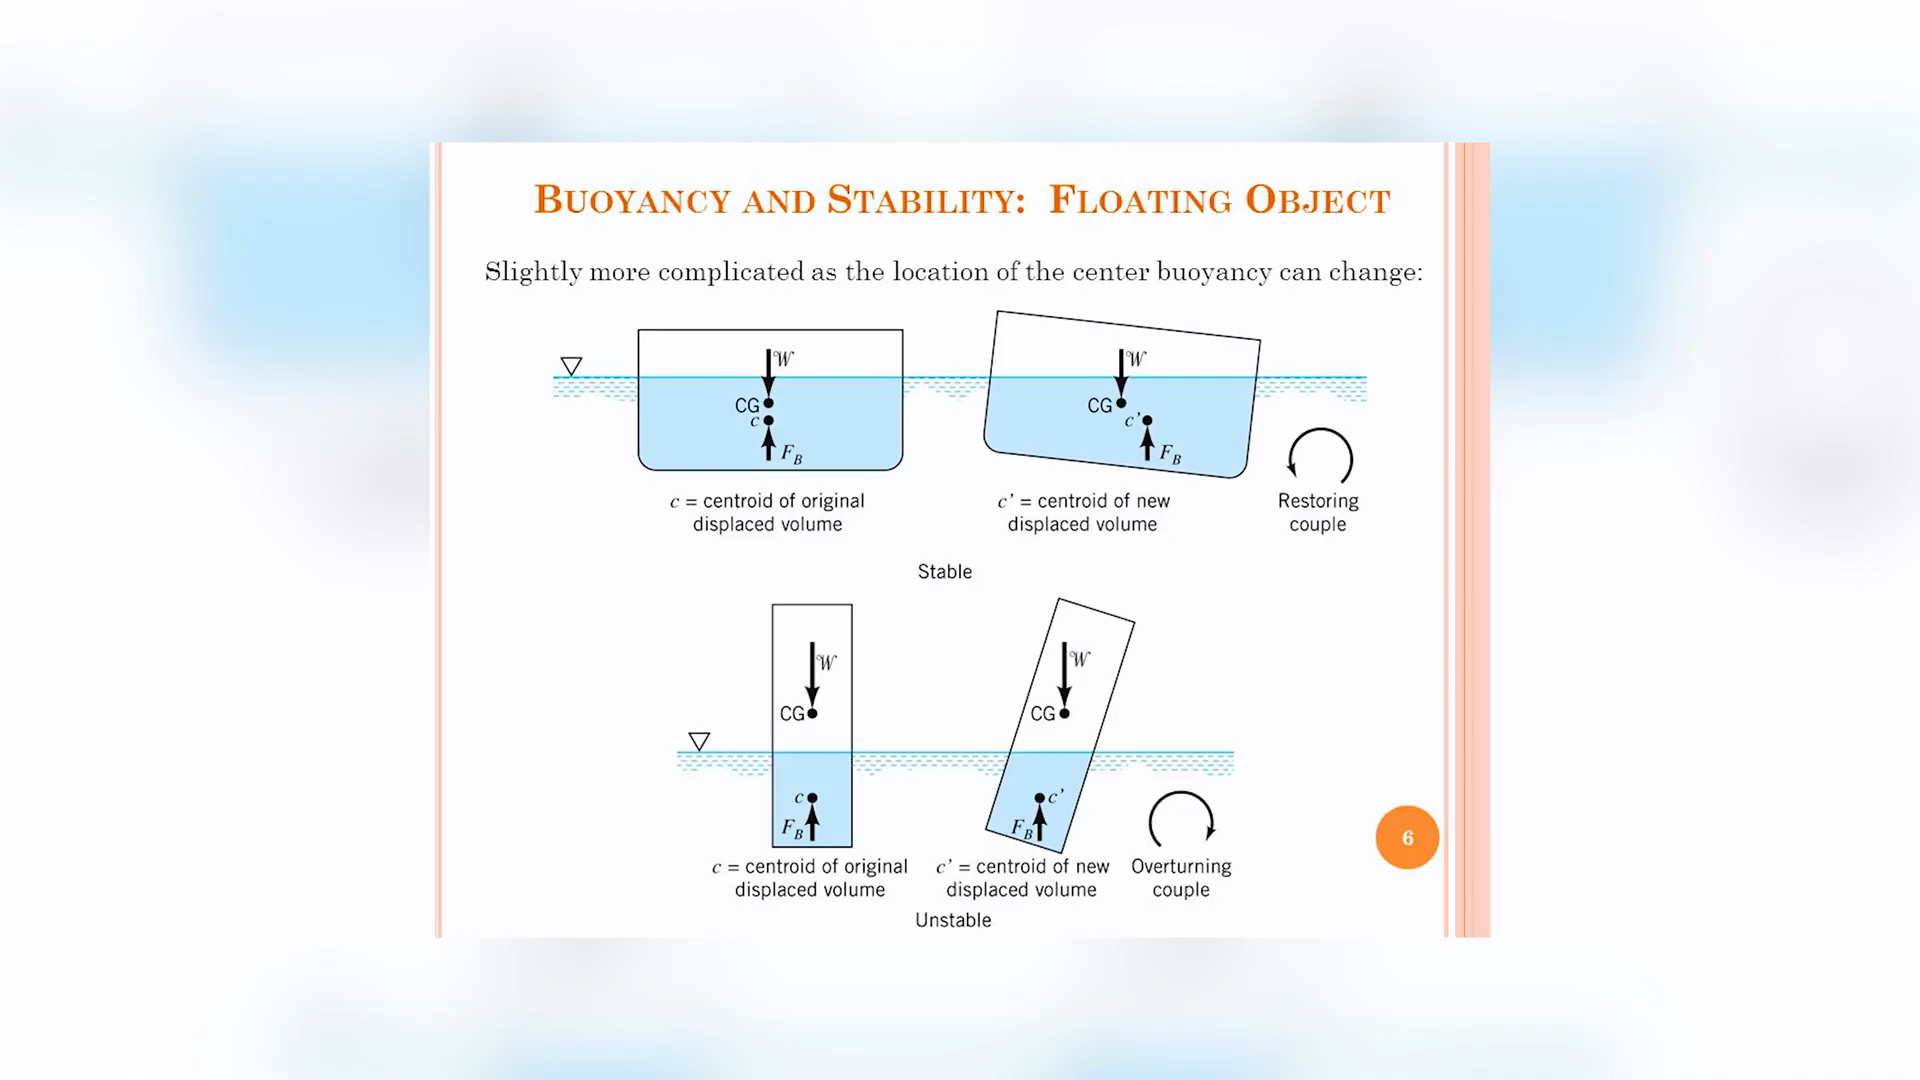 BUOYANCY AND STABILITY: FLOATING OBJECT
Slightly more complicated as the location of the center buoyancy can change:
W
CG
c
F_B
c = centroid of original
displaced volume
W
CG
c'
F_B
c' = centroid of new
displaced volume
Restoring
couple
Stable
W
CG
c
F_B
c = centroid of original
displaced volume
W
CG
c'
F_B
c' = centroid of new
displaced volume
Overturning
couple
Unstable
6